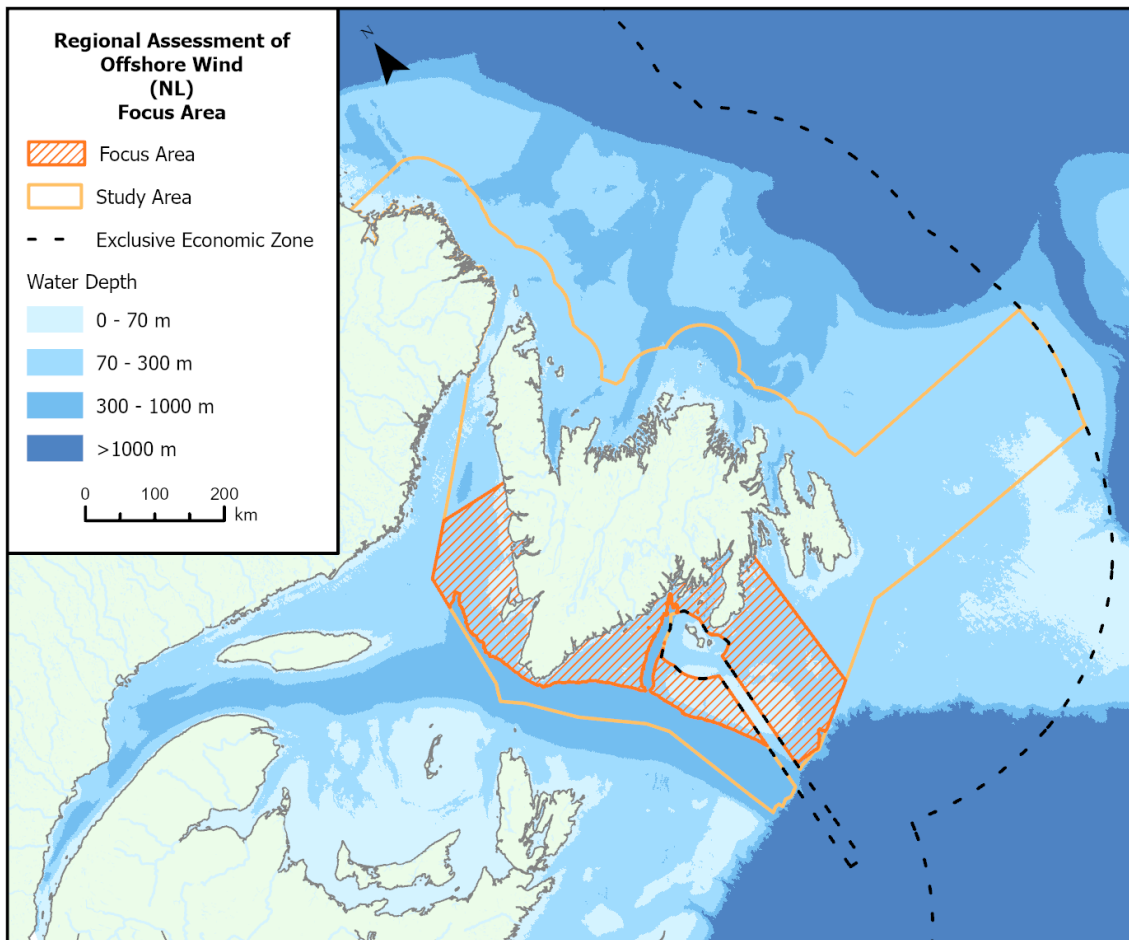 Regional Assessment of
Offshore Wind
(NL)
Focus Area
Focus Area
Study Area
Exclusive Economic Zone
Water Depth
0 - 70 m
70 - 300 m
300 - 1000 m
>1000 m
0 100 200
km
N